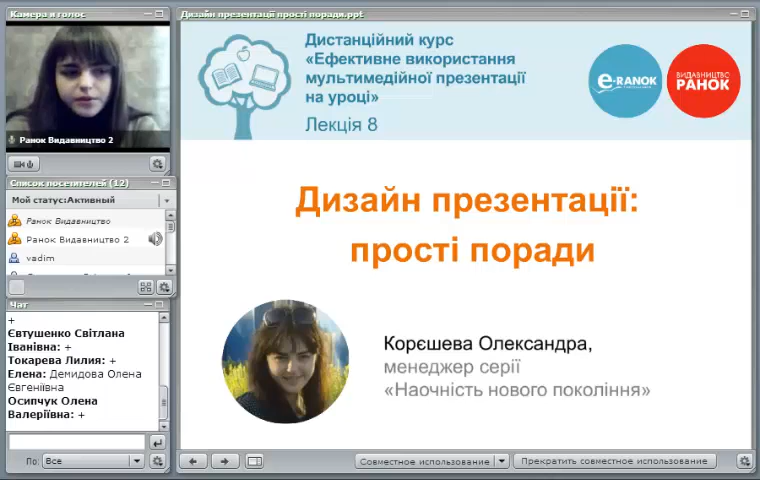 Камера и голос
Ранок Видавництво 2
Список посетителей (12)
Мой статус:Активный
Ранок Видавництво
Ранок Видавництво 2
vadim
Чат
+
Євтушенко Світлана
Іванівна: +
Токарева Лилия: +
Елена: Демидова Олена
Євгеніївна
Осипчук Олена
Валеріївна: +
По:
Все
Дизайн презентації прості поради.ppt
Дистанційний курс
«Ефективне використання
мультимедійної презентації
на уроці»
Лекція 8
e-RANOK
ВИДАВНИЦТВО
РАНОК
Дизайн презентації:
прості поради
Корєшева Олександра,
менеджер серії
«Наочність нового покоління»
Совместное использование
Прекратить совместное использование